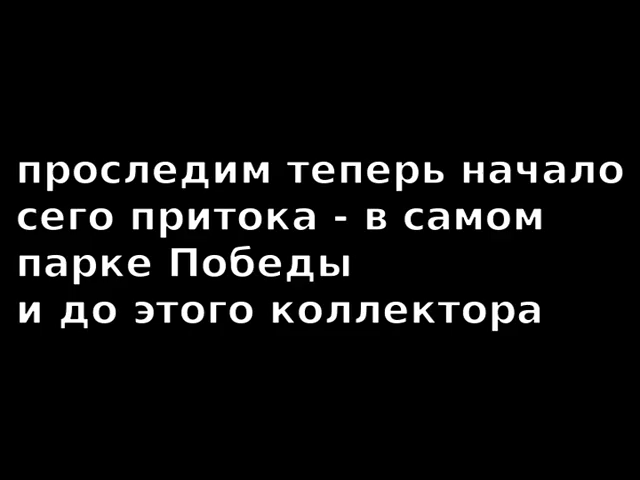 проследим теперь начало
сего притока - в самом
парке Победы
и до этого коллектора